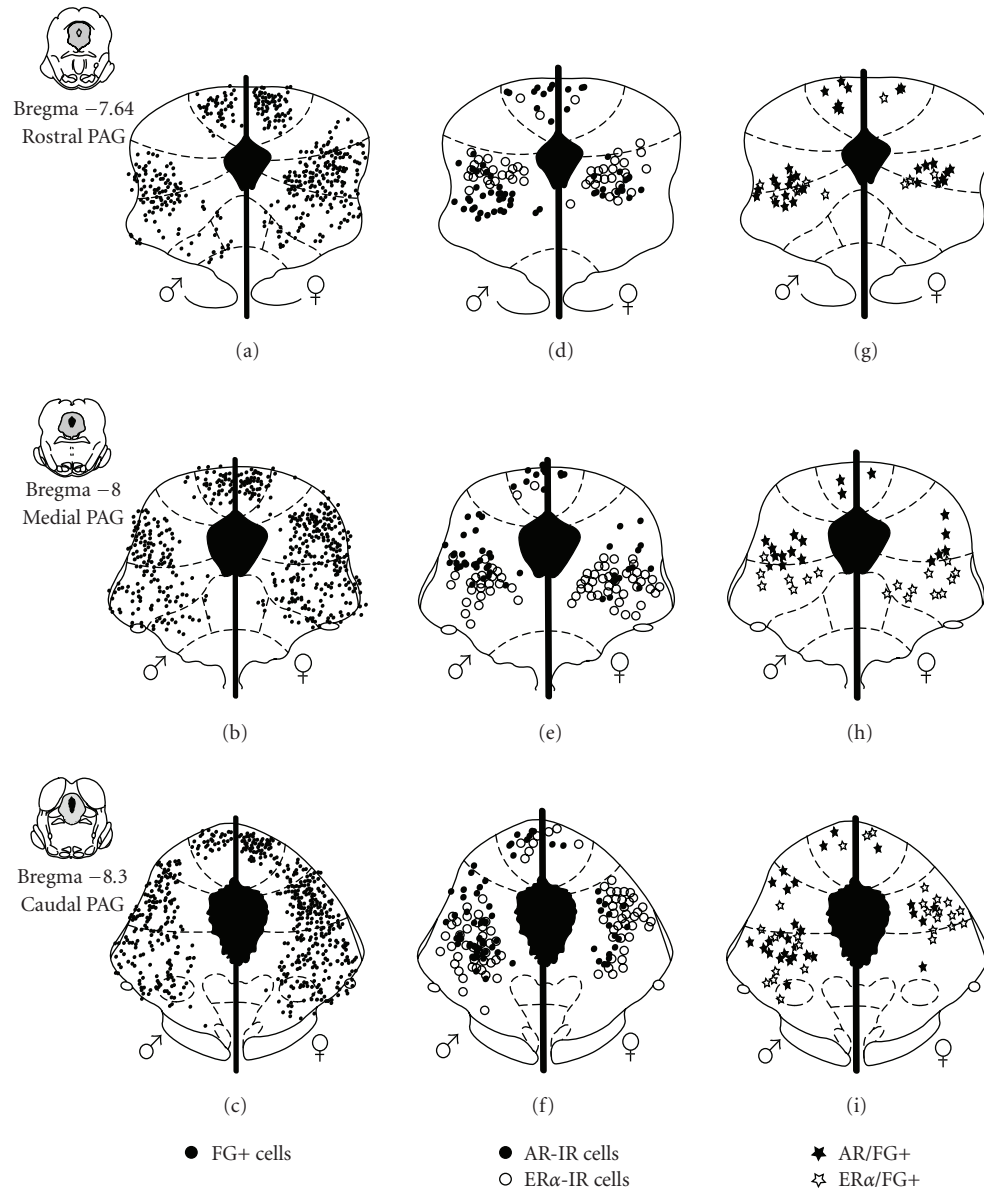 Bregma −7.64
Rostral PAG
♂ ♀ ♂ ♀ ♂ ♀
(a) (d) (g)
Bregma −8
Medial PAG
♂ ♀ ♂ ♀ ♂ ♀
(b) (e) (h)
Bregma −8.3
Caudal PAG
♂ ♀ ♂ ♀ ♂ ♀
(c) (f) (i)
FG+ cells
AR-IR cells
ERα-IR cells
AR/FG+
ERα/FG+